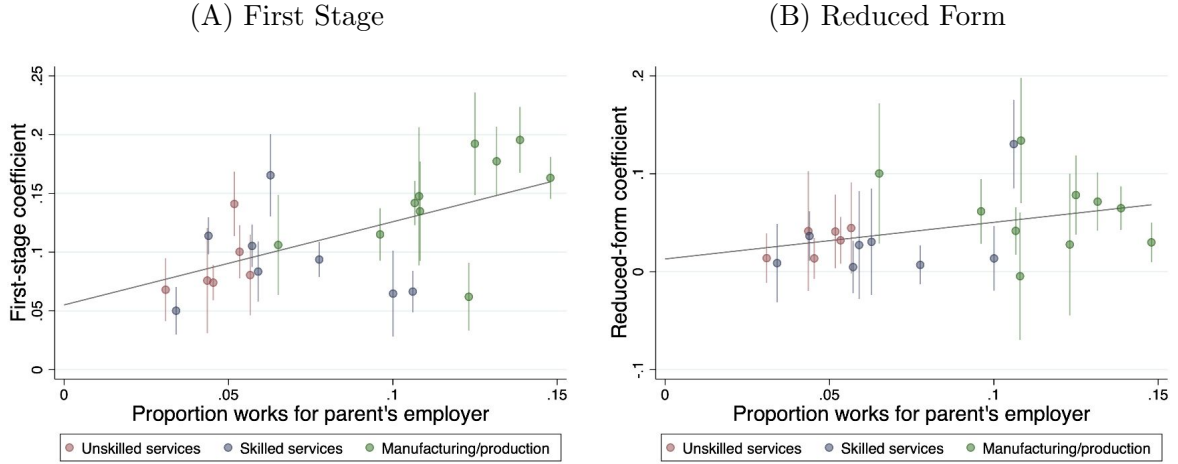 (A) First Stage
(B) Reduced Form
First-stage coefficient
.25
.2
.15
.1
.05
0
0 .05 .1 .15
Proportion works for parent's employer
Unskilled services Skilled services Manufacturing/production
Reduced-form coefficient
.2
.1
0
-.1
0 .05 .1 .15
Proportion works for parent's employer
Unskilled services Skilled services Manufacturing/production